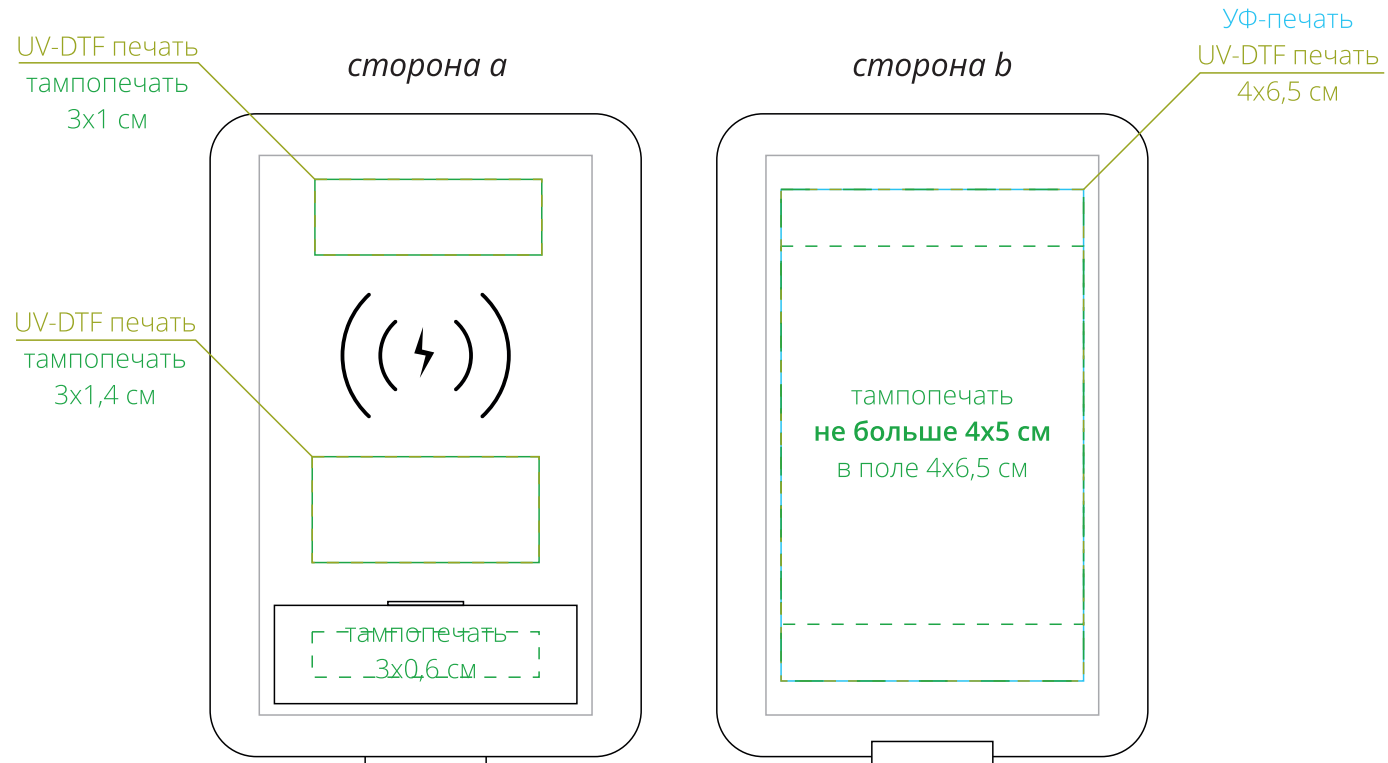 UV-DTF печать
тампопечать
3х1 см
сторона a
UV-DTF печать
тампопечать
3х1,4 см
тампопечать
3х0,6 см
сторона b
УФ-печать
UV-DTF печать
4х6,5 см
тампопечать
не больше 4х5 см
в поле 4х6,5 см